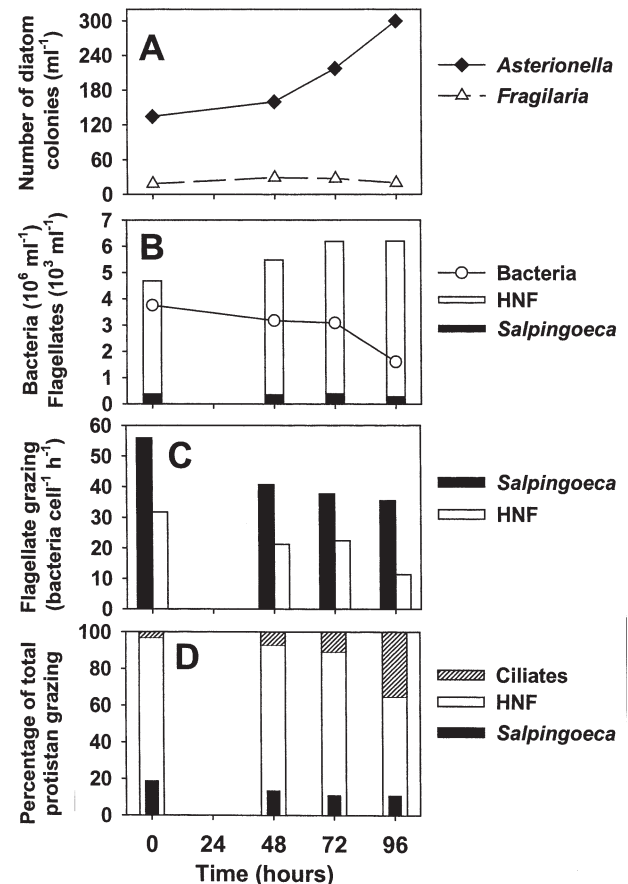 A
Number of diatom
colonies (ml⁻¹)
300
240
180
120
60
0
Asterionella
Fragilaria
B
Bacteria (10⁶ ml⁻¹)
Flagellates (10³ ml⁻¹)
7
6
5
4
3
2
1
0
Bacteria
HNF
Salpingoeca
C
Flagellate grazing
(bacteria cell⁻¹ h⁻¹)
60
50
40
30
20
10
0
Salpingoeca
HNF
D
Percentage of total
protistan grazing
100
80
60
40
20
0
Ciliates
HNF
Salpingoeca
0 24 48 72 96
Time (hours)